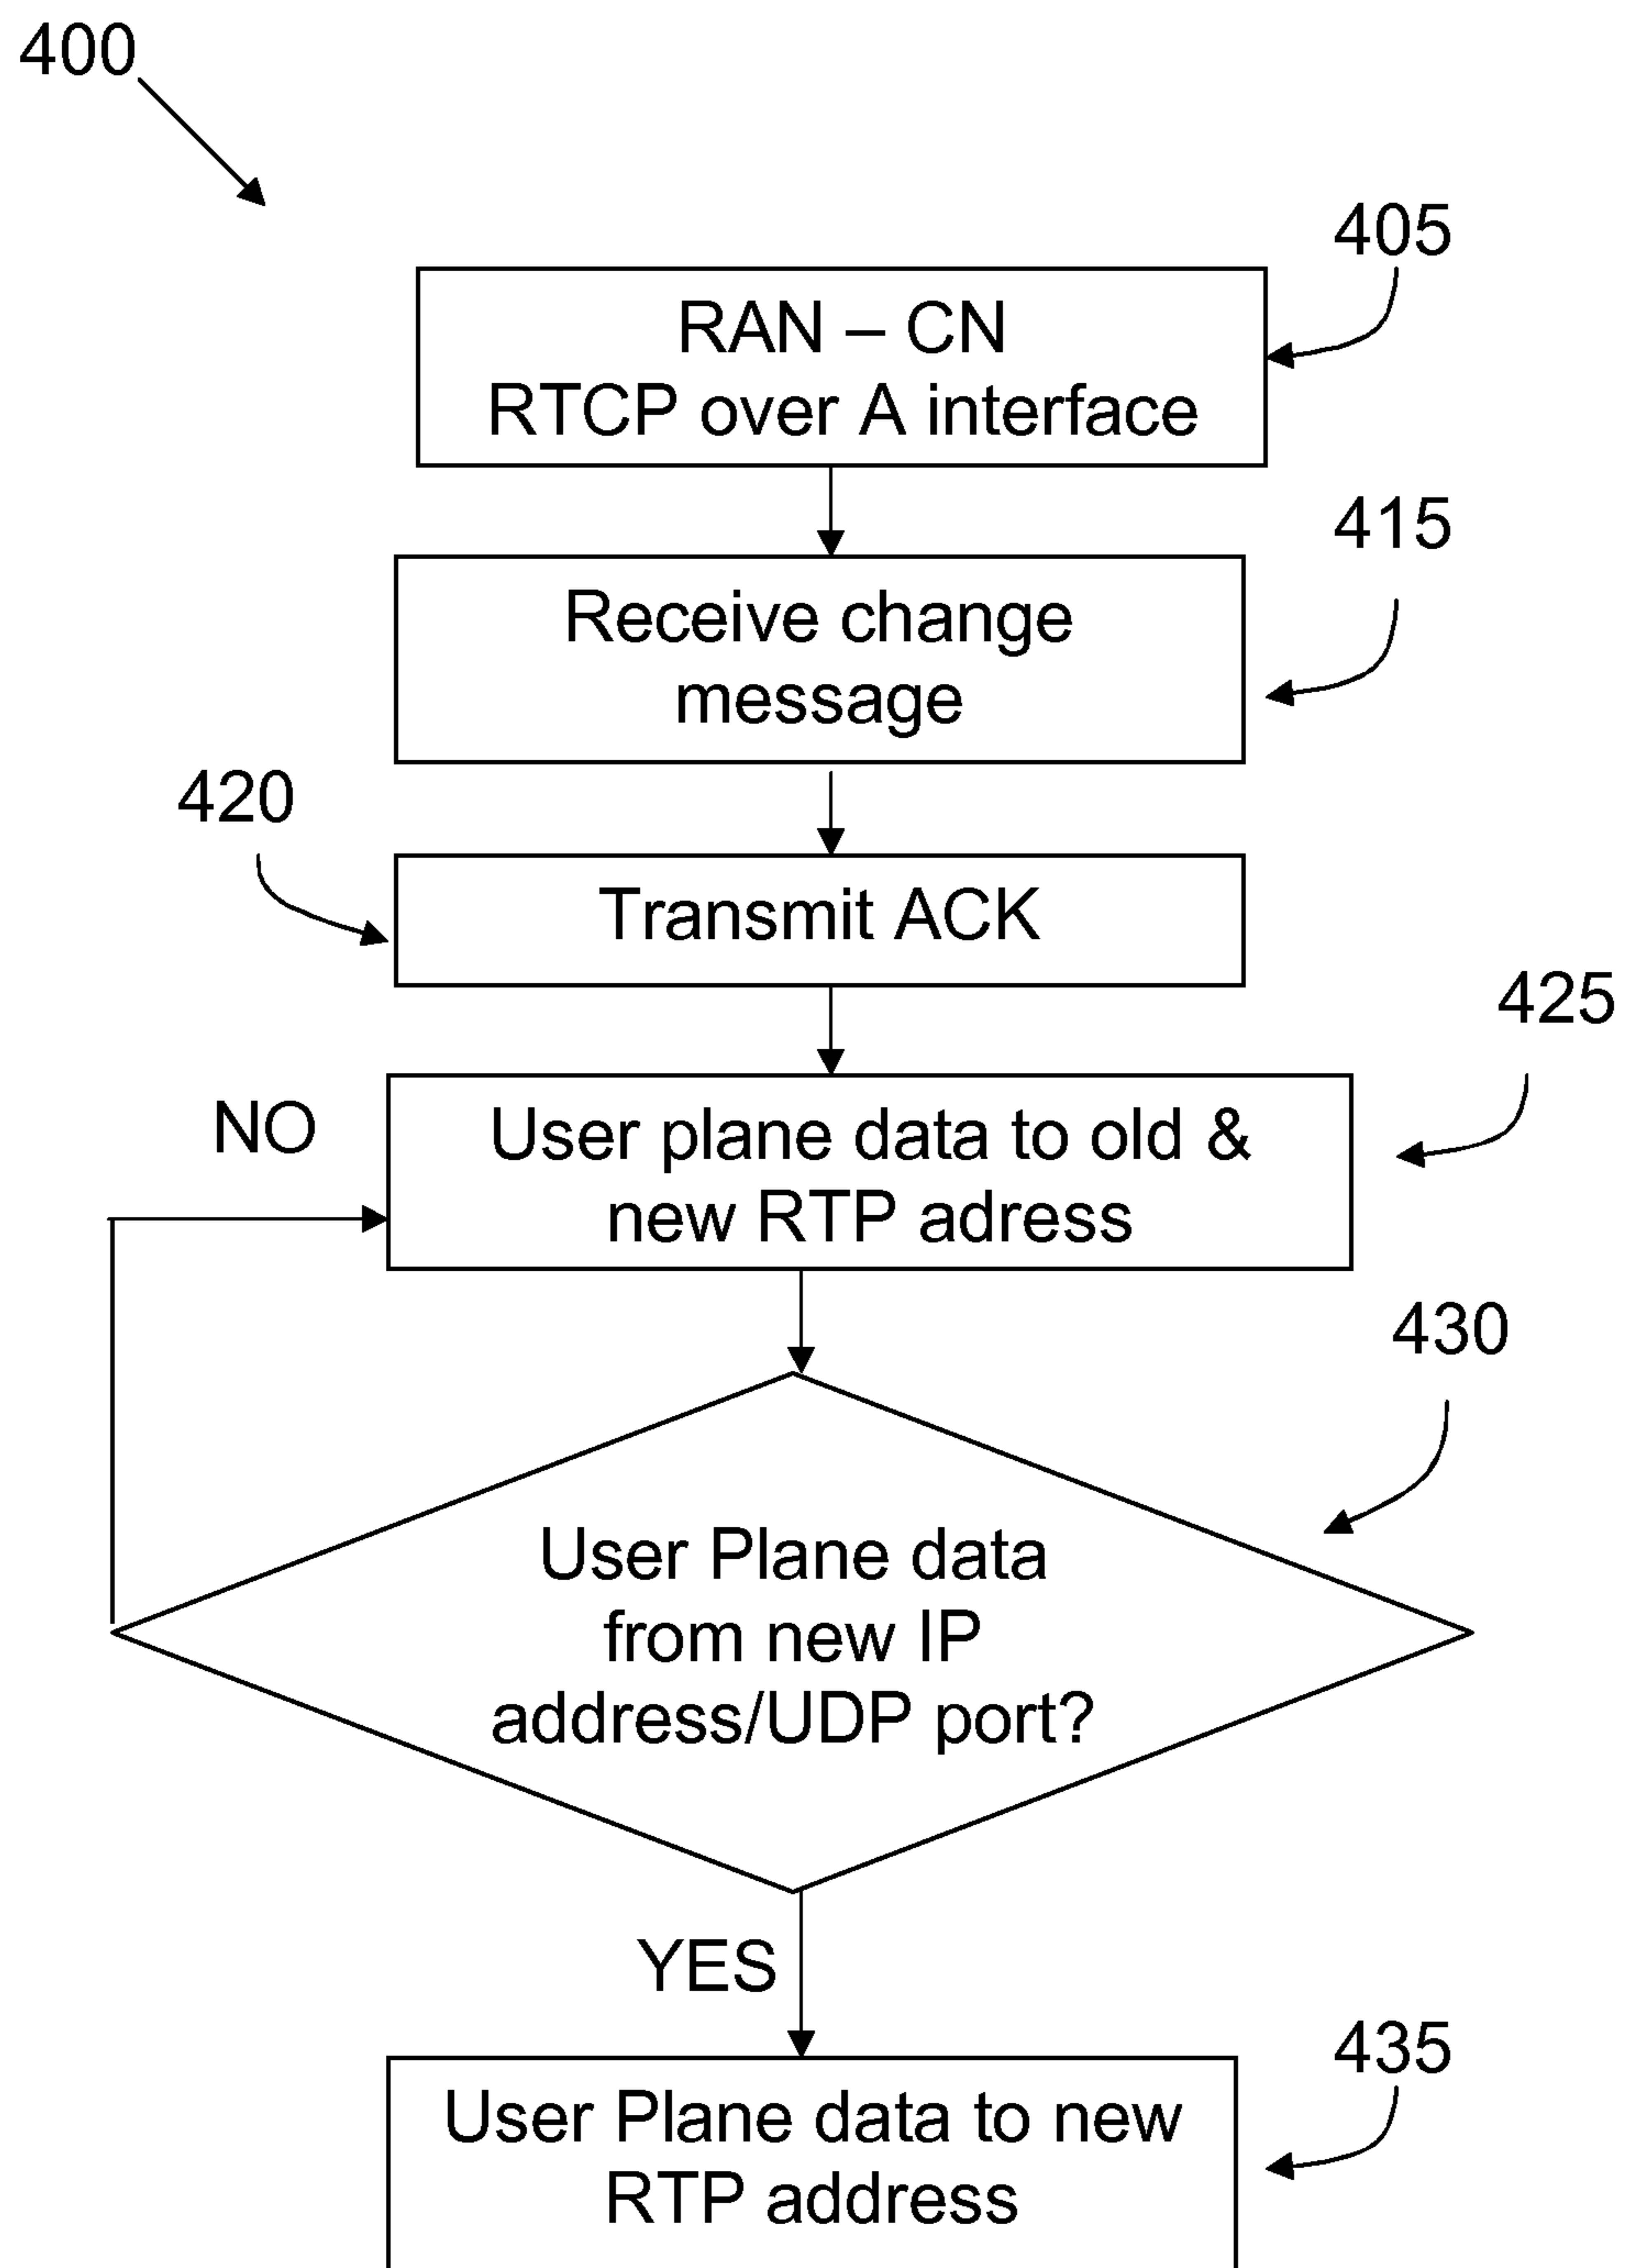 400
405
RAN – CN
RTCP over A interface
415
Receive change
message
420
Transmit ACK
425
NO
User plane data to old &
new RTP adress
430
User Plane data
from new IP
address/UDP port?
YES
435
User Plane data to new
RTP address